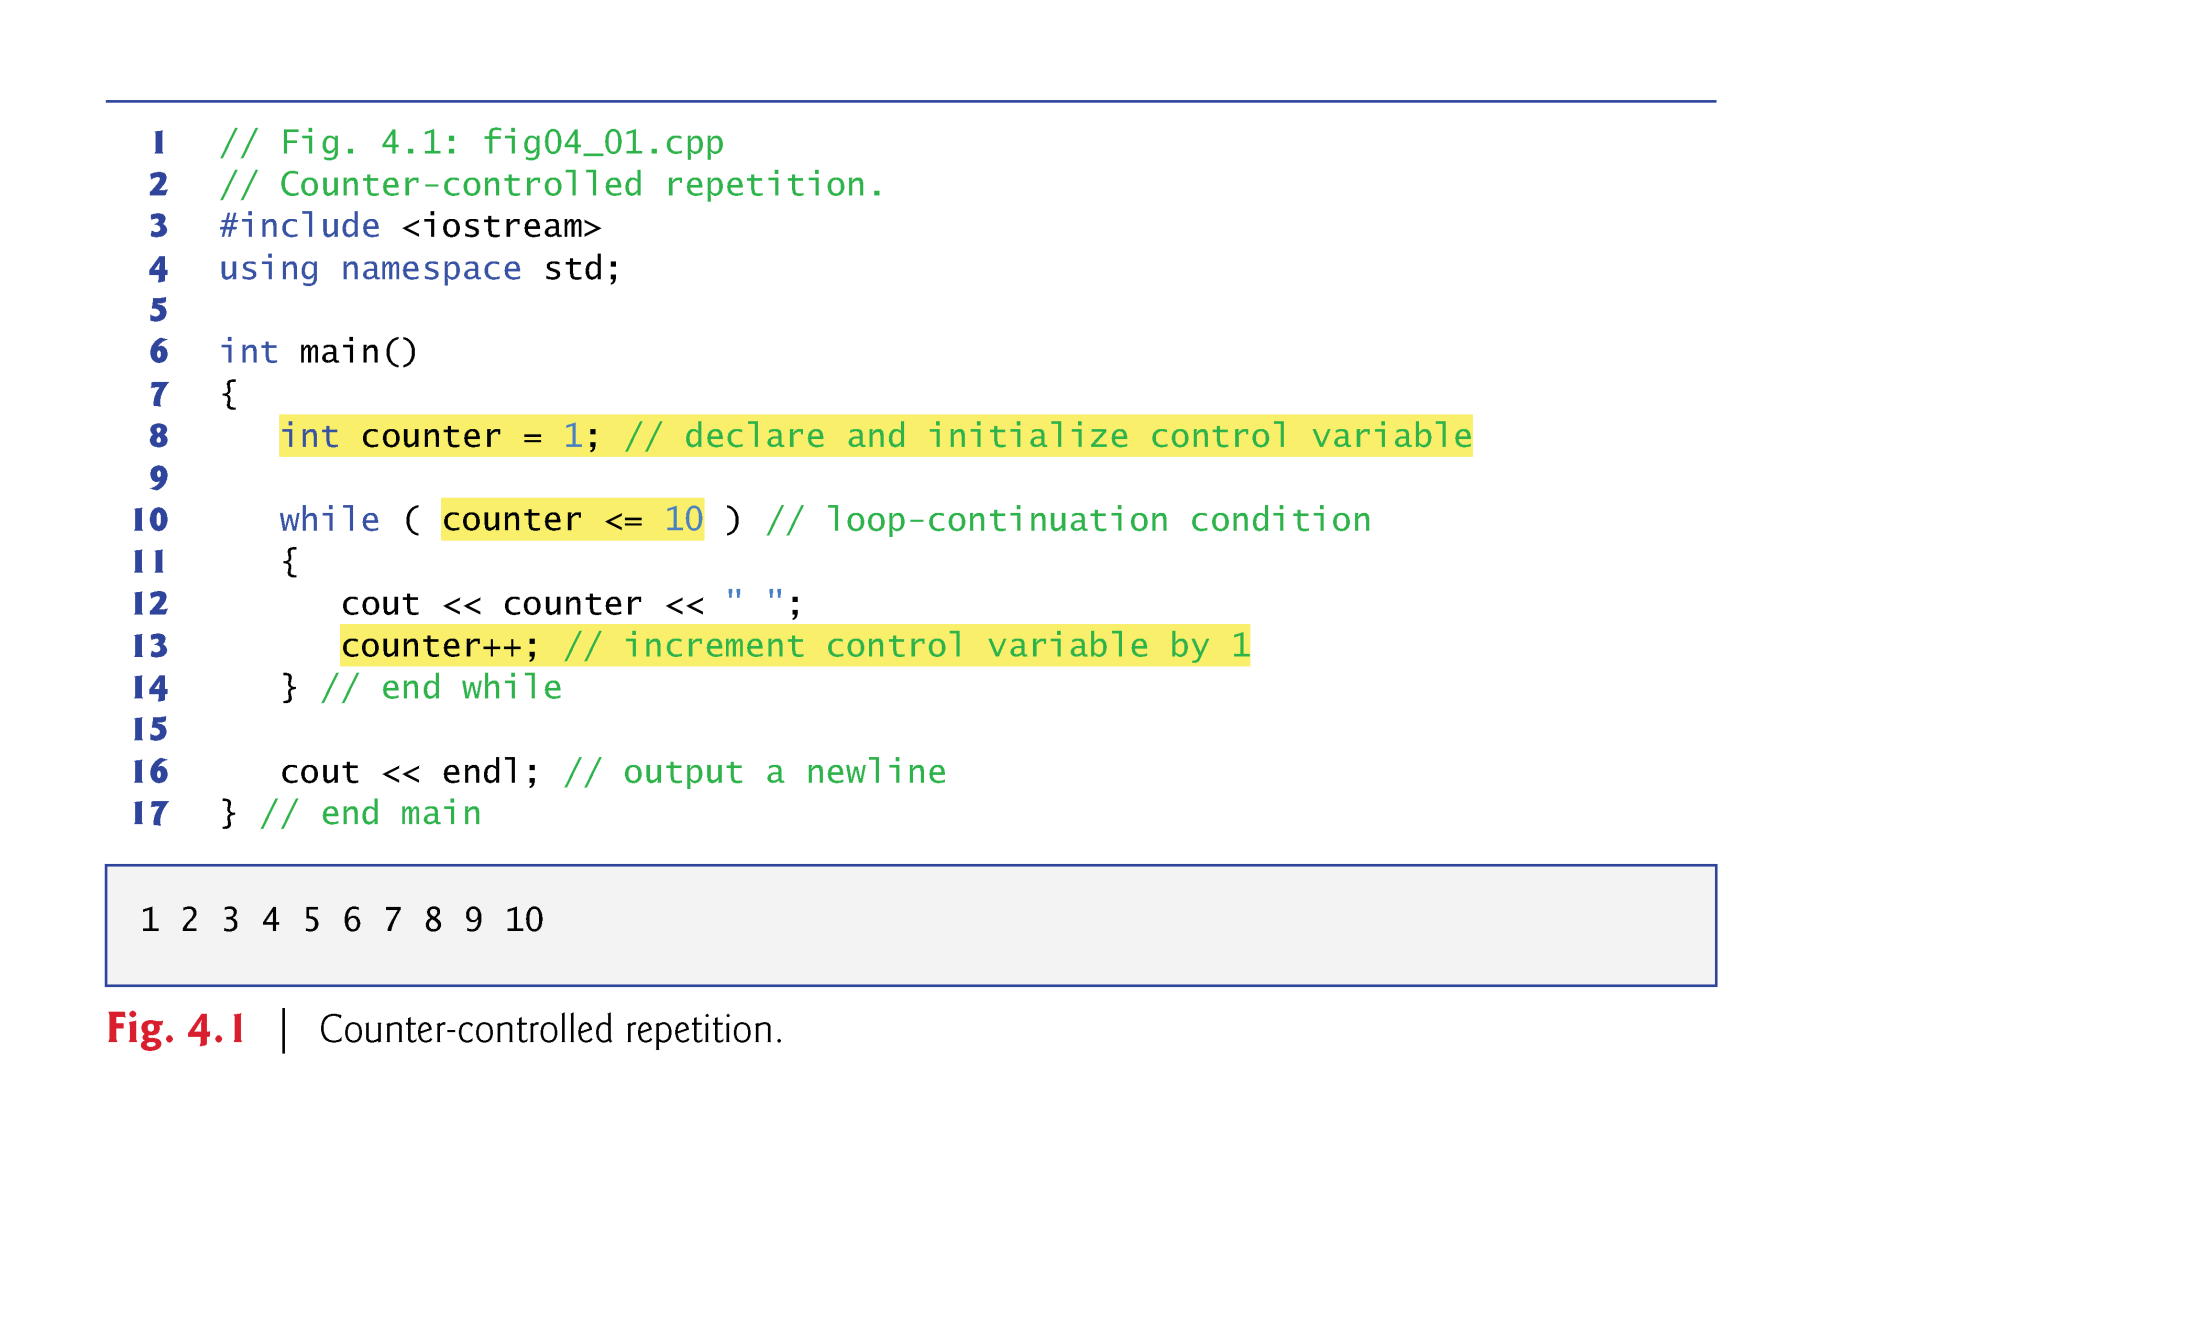 1 // Fig. 4.1: fig04_01.cpp
2 // Counter-controlled repetition.
3 #include <iostream>
4 using namespace std;
5
6 int main()
7 {
8 int counter = 1; // declare and initialize control variable
9
10 while ( counter <= 10 ) // loop-continuation condition
11 {
12 cout << counter << " ";
13 counter++; // increment control variable by 1
14 } // end while
15
16 cout << endl; // output a newline
17 } // end main
1 2 3 4 5 6 7 8 9 10
Fig. 4.1 | Counter-controlled repetition.